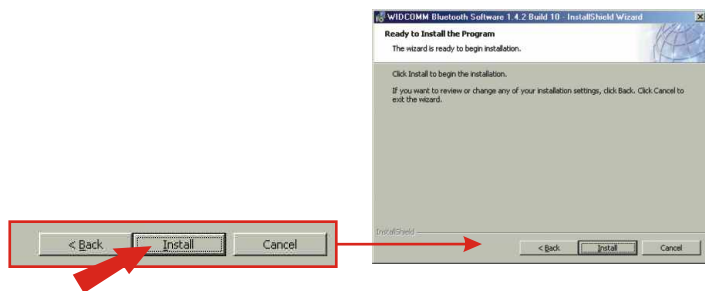 WIDCOMM Bluetooth Software 1.4.2 Build 10 - InstallShield Wizard
Ready to Install the Program
The wizard is ready to begin installation.
Click Install to begin the installation.
If you want to review or change any of your installation settings, click Back. Click Cancel to
exit the wizard.
InstallShield
< Back Install Cancel
< Back Install Cancel